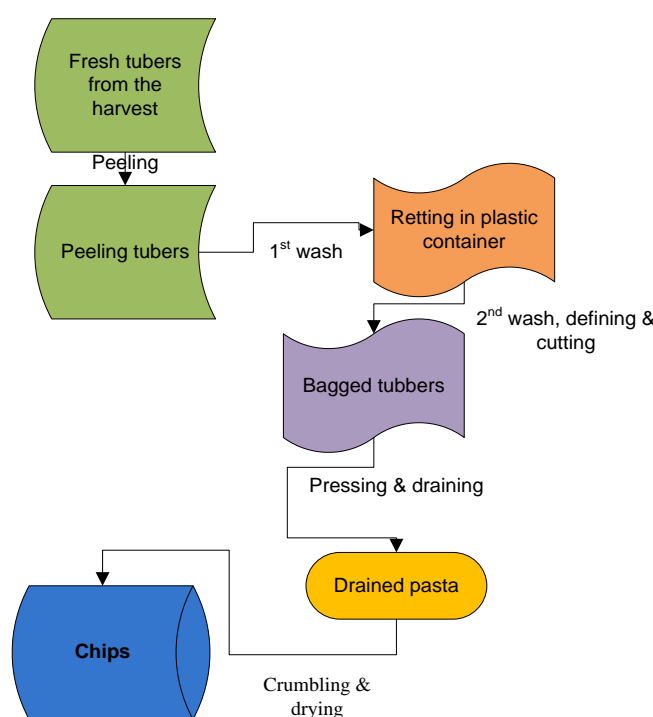 Fresh tubers
from the
harvest
Peeling
Peeling tubers
1st wash
Retting in plastic
container
2nd wash, defining &
cutting
Bagged tubbers
Pressing & draining
Drained pasta
Chips
Crumbling &
drying